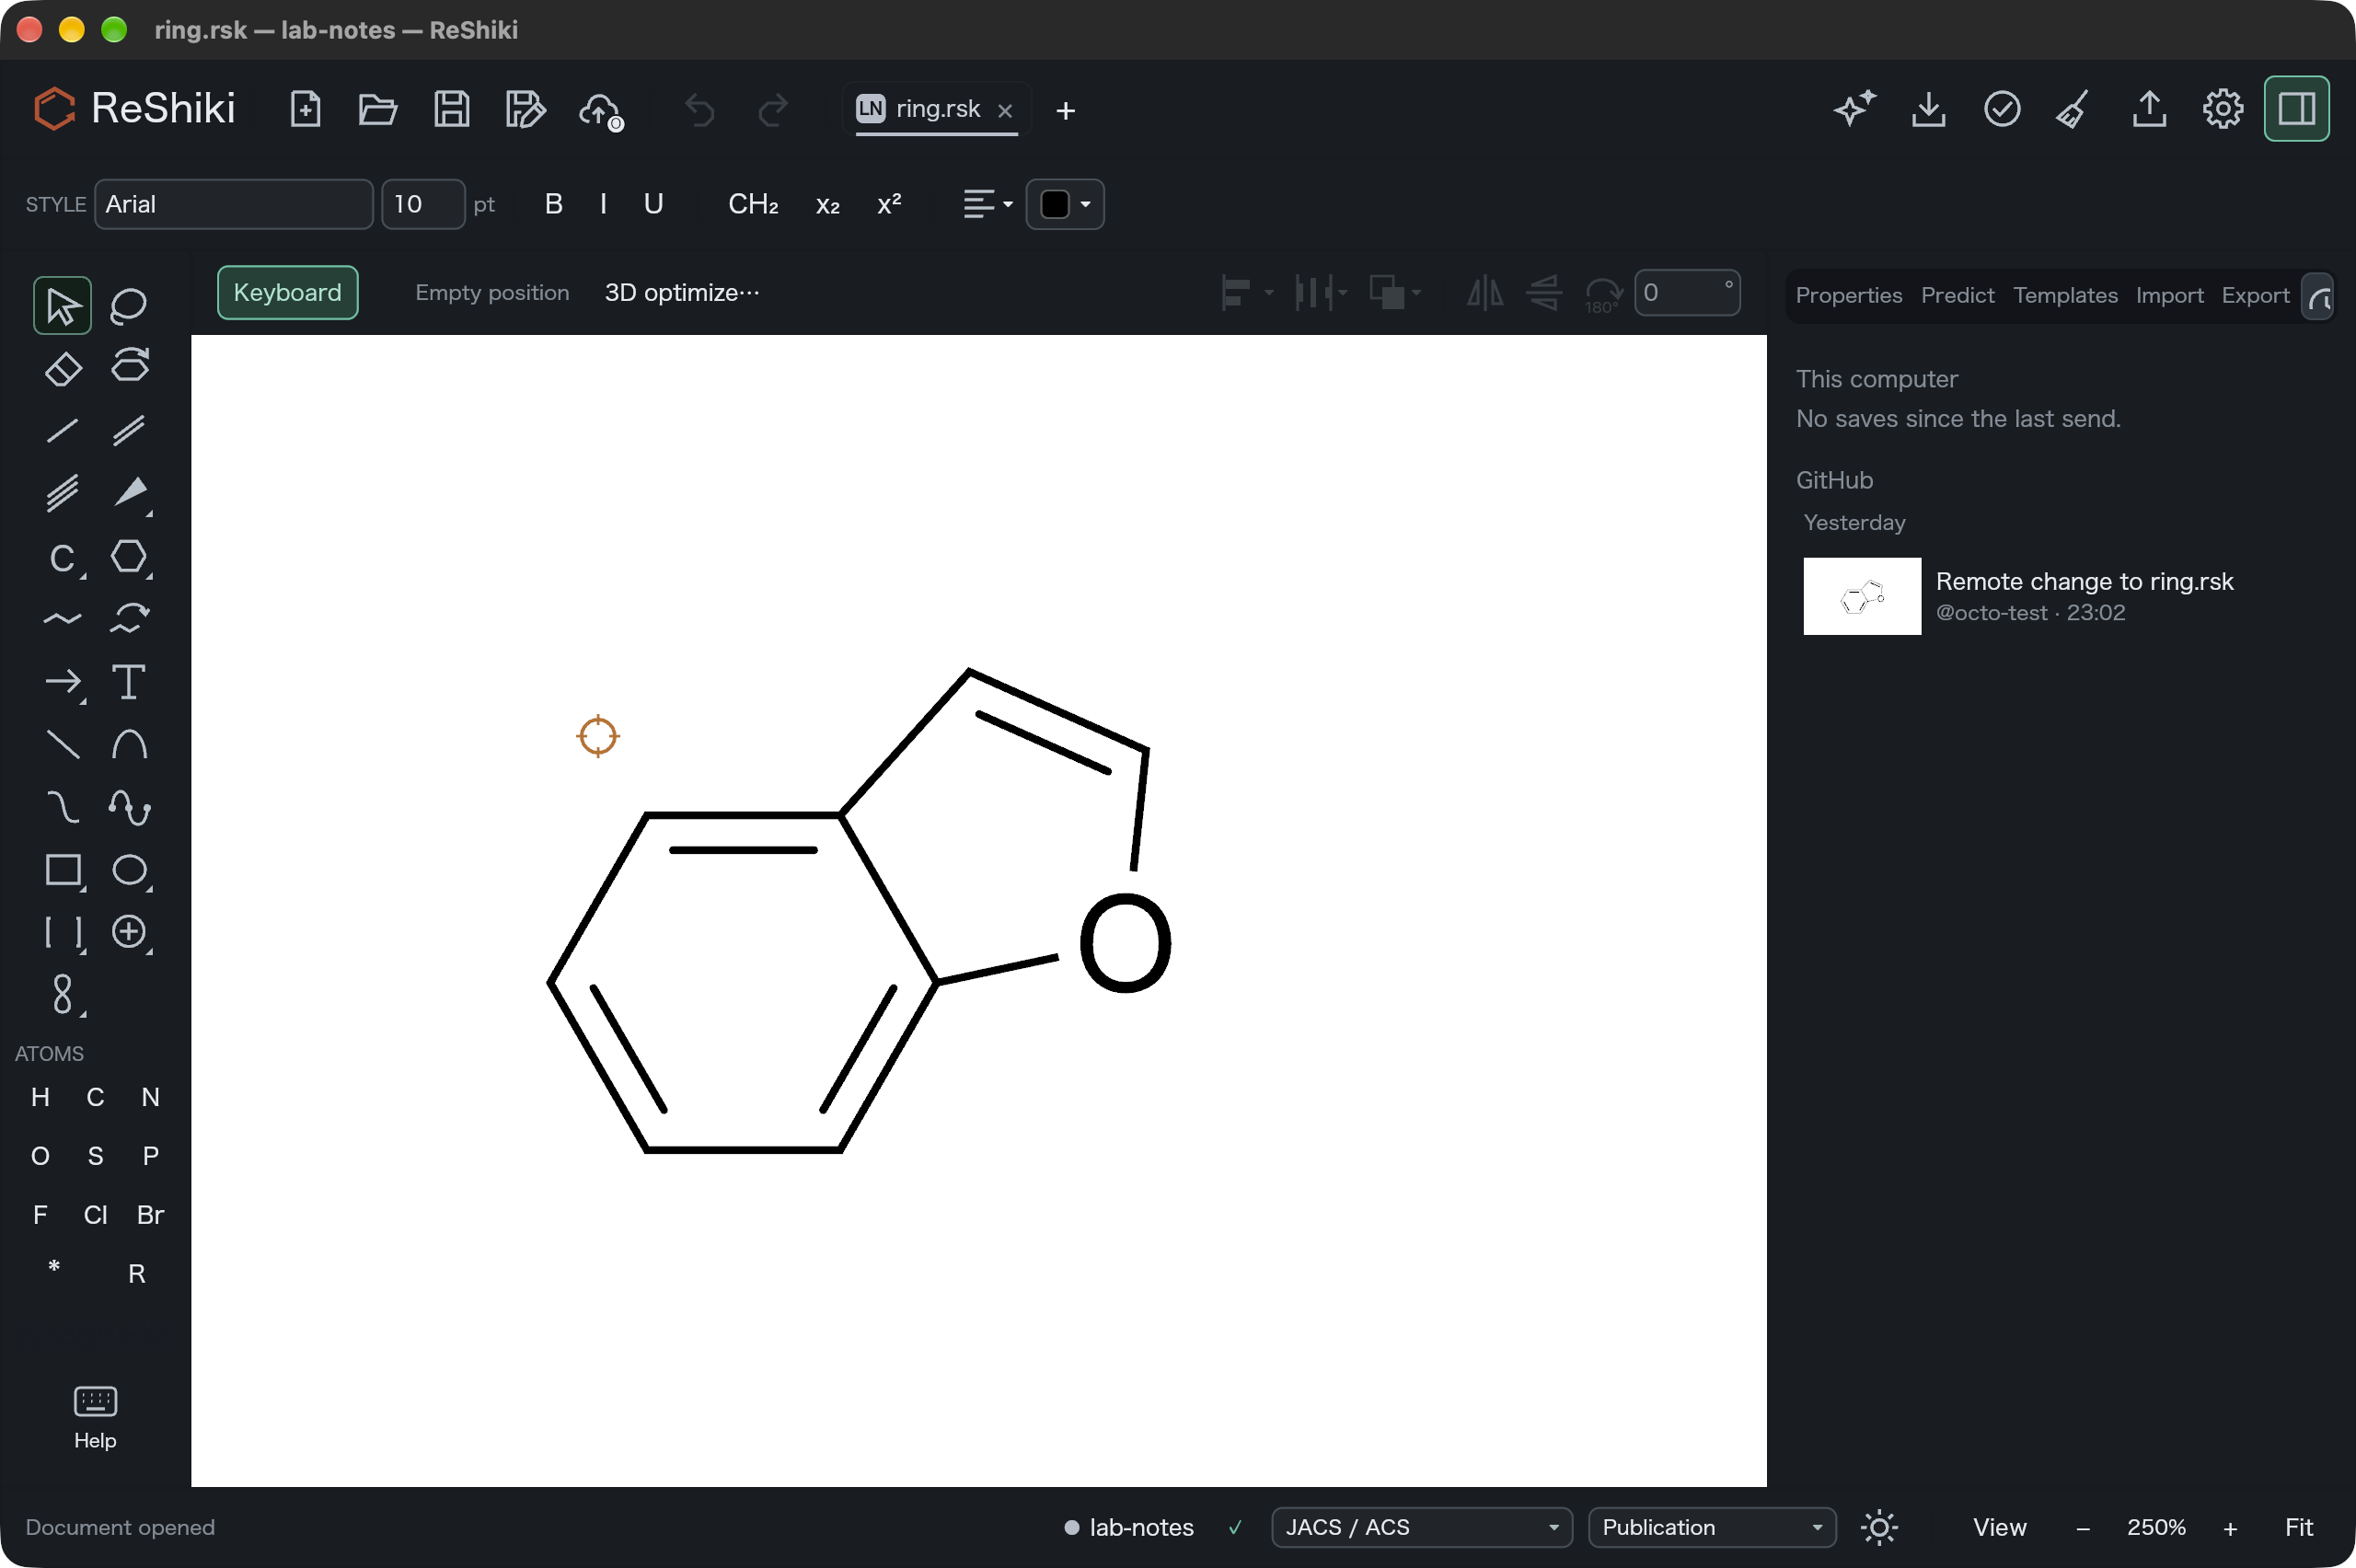 ring.rsk — lab-notes — ReShiki
ReShiki
0
LN ring.rsk × +
STYLE Arial 10 pt B I U CH₂ x₂ x²
Keyboard Empty position 3D optimize···
180° 0 °
Properties Predict Templates Import Export
This computer
No saves since the last send.
GitHub
Yesterday
Remote change to ring.rsk
@octo-test · 23:02
C
T
O
ATOMS
H C N
O S P
F Cl Br
* R
Help
Document opened
lab-notes ✓ JACS / ACS Publication View − 250% + Fit